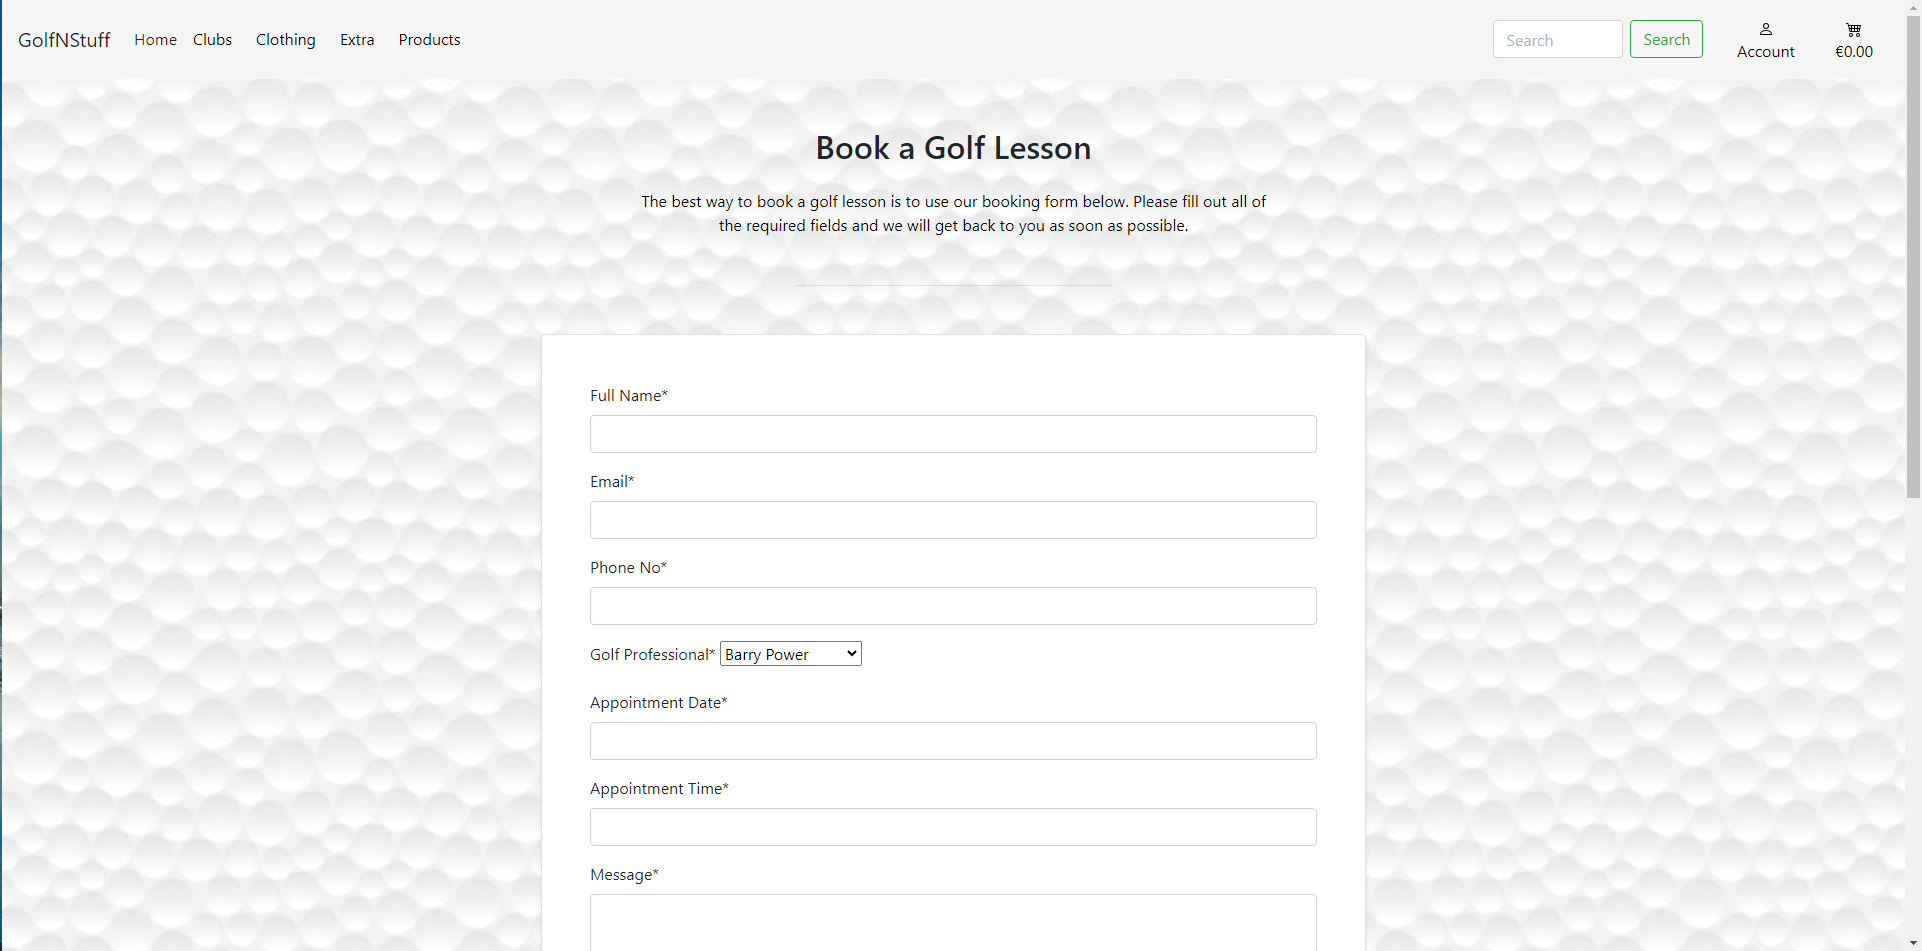 GolfNStuff Home Clubs Clothing Extra Products Search Search Account €0.00
Book a Golf Lesson
The best way to book a golf lesson is to use our booking form below. Please fill out all of
the required fields and we will get back to you as soon as possible.
Full Name*
Email*
Phone No*
Golf Professional* Barry Power
Appointment Date*
Appointment Time*
Message*